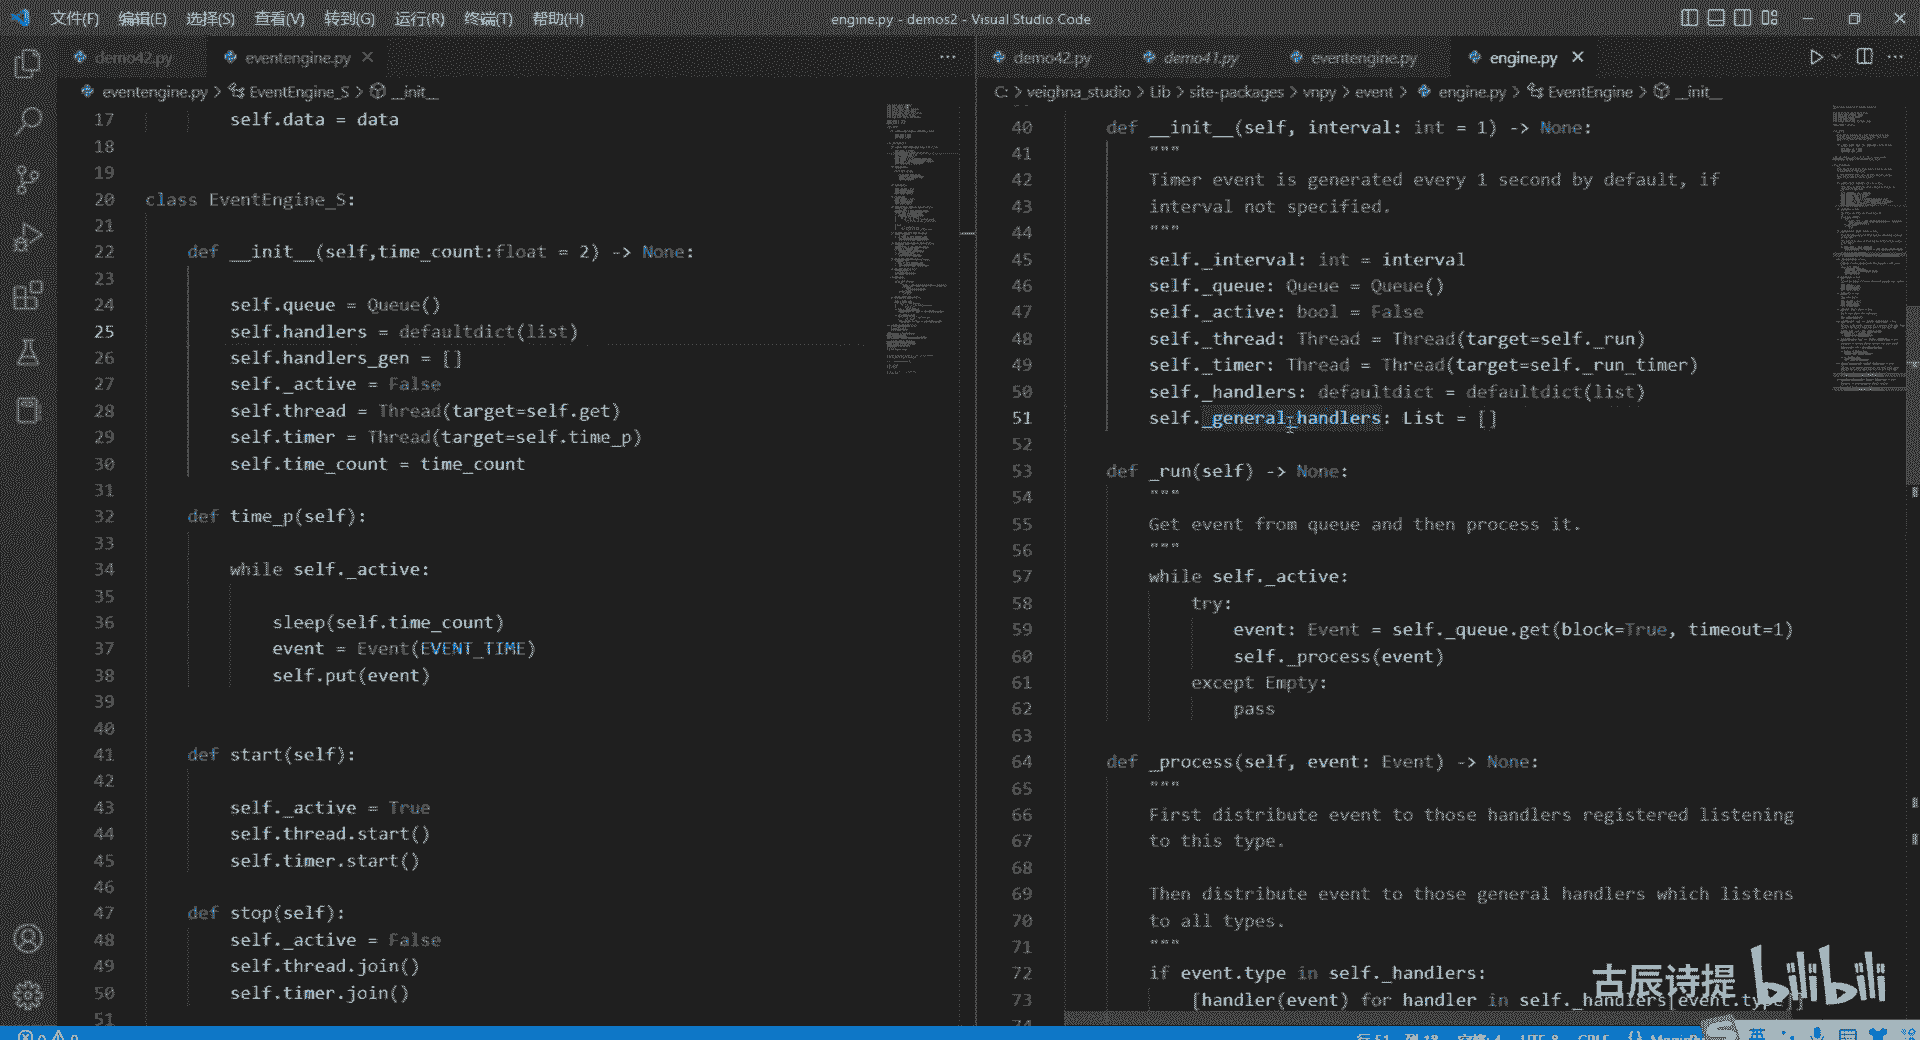 文件(F) 编辑(E) 选择(S) 查看(V) 转到(G) 运行(R) 终端(T) 帮助(H) engine.py - demos2 - Visual Studio Code
demo42.py eventengine.py
eventengine.py > EventEngine_S > __init__
17 self.data = data
18
19
20 class EventEngine_S:
21
22 def __init__(self,time_count:float = 2) -> None:
23
24 self.queue = Queue()
25 self.handlers = defaultdict(list)
26 self.handlers_gen = []
27 self._active = False
28 self.thread = Thread(target=self.get)
29 self.timer = Thread(target=self.time_p)
30 self.time_count = time_count
31
32 def time_p(self):
33
34 while self._active:
35
36 sleep(self.time_count)
37 event = Event(EVENT_TIME)
38 self.put(event)
39
40
41 def start(self):
42
43 self._active = True
44 self.thread.start()
45 self.timer.start()
46
47 def stop(self):
48 self._active = False
49 self.thread.join()
50 self.timer.join()
51
demo42.py demo41.py eventengine.py engine.py
C: > veighna_studio > Lib > site-packages > vnpy > event > engine.py > EventEngine > __init__
40 def __init__(self, interval: int = 1) -> None:
41 """
42 Timer event is generated every 1 second by default, if
43 interval not specified.
44 """
45 self._interval: int = interval
46 self._queue: Queue = Queue()
47 self._active: bool = False
48 self._thread: Thread = Thread(target=self._run)
49 self._timer: Thread = Thread(target=self._run_timer)
50 self._handlers: defaultdict = defaultdict(list)
51 self._general_handlers: List = []
52
53 def _run(self) -> None:
54 """
55 Get event from queue and then process it.
56 """
57 while self._active:
58 try:
59 event: Event = self._queue.get(block=True, timeout=1)
60 self._process(event)
61 except Empty:
62 pass
63
64 def _process(self, event: Event) -> None:
65 """
66 First distribute event to those handlers registered listening
67 to this type.
68
69 Then distribute event to those general handlers which listens
70 to all types.
71 """
72 if event.type in self._handlers:
73 [handler(event) for handler in self._handlers[event.type]]
74
古辰诗提 bilibili